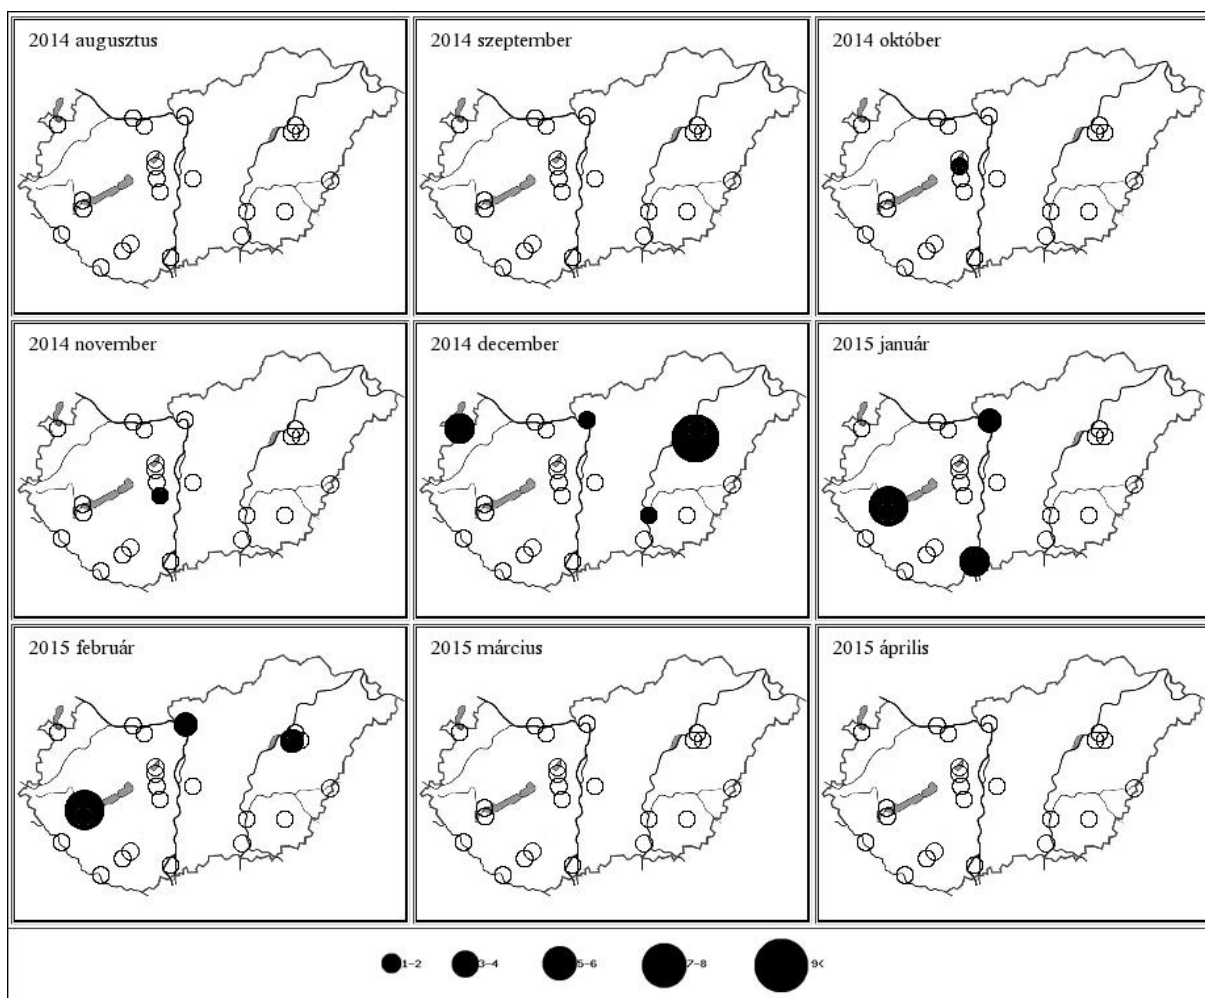 2014 augusztus
2014 szeptember
2014 október
2014 november
2014 december
2015 január
2015 február
2015 március
2015 április
1-2
3-4
5-6
7-8
9<